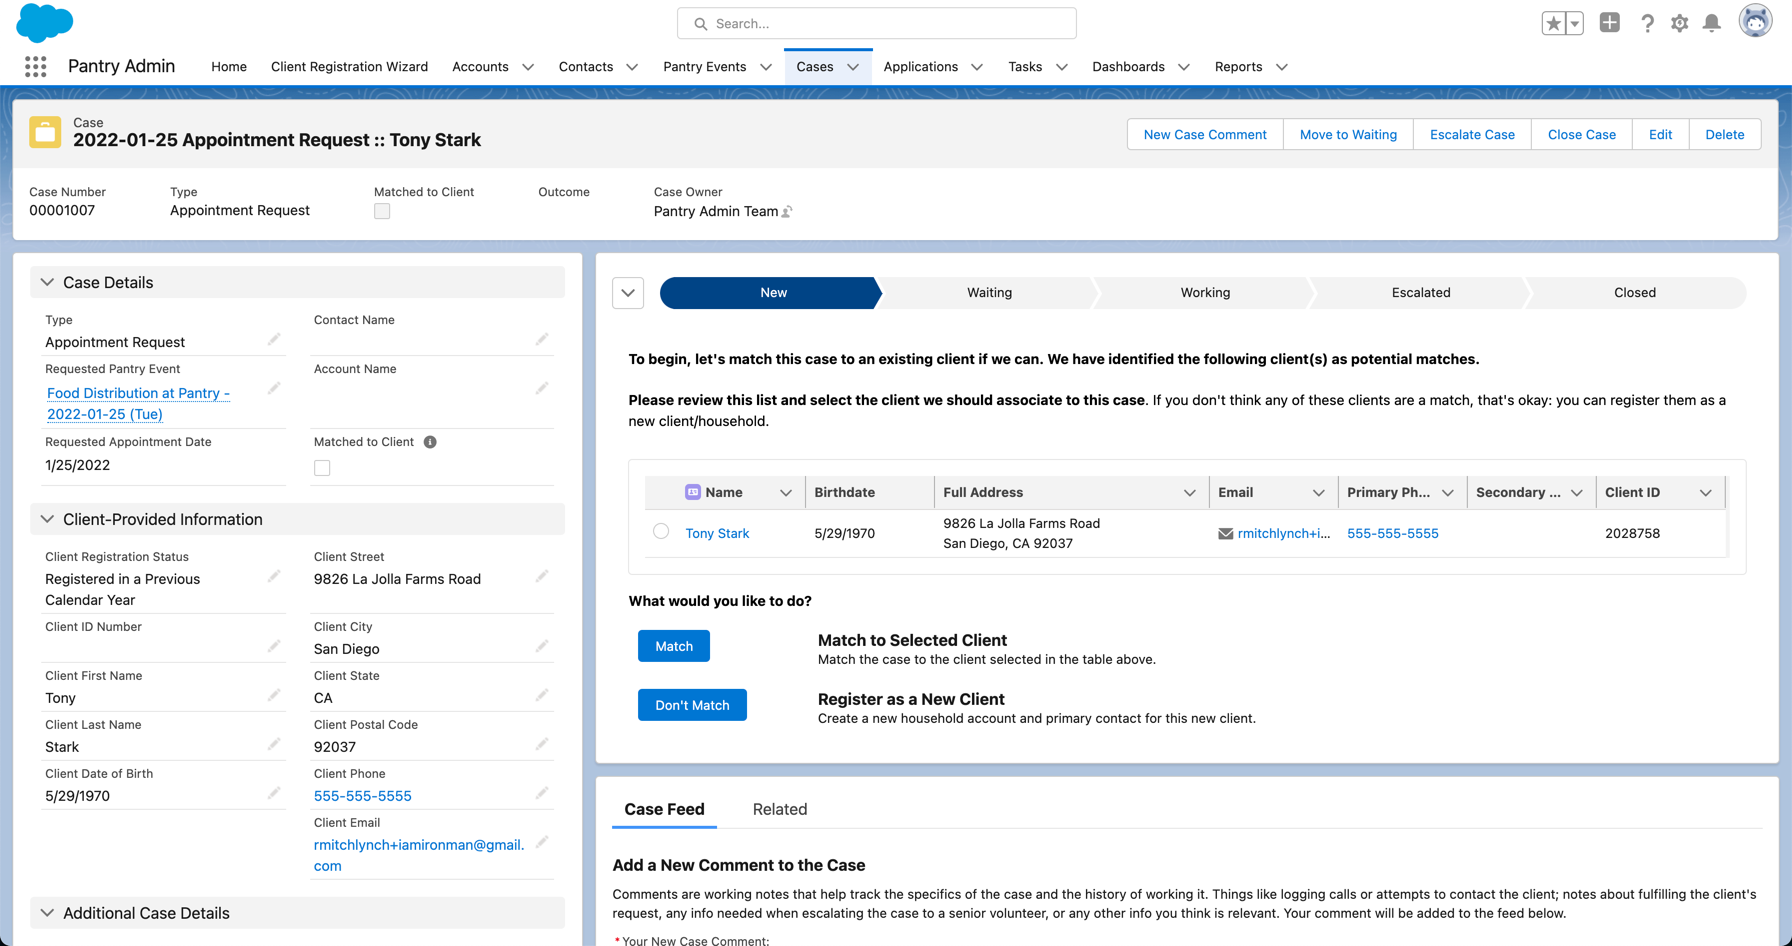 Search...
Pantry Admin
Home
Client Registration Wizard
Accounts
Contacts
Pantry Events
Cases
Applications
Tasks
Dashboards
Reports
Case
2022-01-25 Appointment Request :: Tony Stark
New Case Comment
Move to Waiting
Escalate Case
Close Case
Edit
Delete
Case Number
00001007
Type
Appointment Request
Matched to Client
Outcome
Case Owner
Pantry Admin Team
Case Details
Type
Appointment Request
Contact Name
Requested Pantry Event
Food Distribution at Pantry -
2022-01-25 (Tue)
Account Name
Requested Appointment Date
1/25/2022
Matched to Client
Client-Provided Information
Client Registration Status
Registered in a Previous
Calendar Year
Client Street
9826 La Jolla Farms Road
Client ID Number
Client City
San Diego
Client First Name
Tony
Client State
CA
Client Last Name
Stark
Client Postal Code
92037
Client Date of Birth
5/29/1970
Client Phone
555-555-5555
Client Email
rmitchlynch+iamironman@gmail.
com
Additional Case Details
New
Waiting
Working
Escalated
Closed
To begin, let's match this case to an existing client if we can. We have identified the following client(s) as potential matches.
Please review this list and select the client we should associate to this case. If you don't think any of these clients are a match, that's okay: you can register them as a
new client/household.
Name
Birthdate
Full Address
Email
Primary Ph...
Secondary ...
Client ID
Tony Stark
5/29/1970
9826 La Jolla Farms Road
San Diego, CA 92037
rmitchlynch+i...
555-555-5555
2028758
What would you like to do?
Match
Match to Selected Client
Match the case to the client selected in the table above.
Don't Match
Register as a New Client
Create a new household account and primary contact for this new client.
Case Feed
Related
Add a New Comment to the Case
Comments are working notes that help track the specifics of the case and the history of working it. Things like logging calls or attempts to contact the client; notes about fulfilling the client's
request, any info needed when escalating the case to a senior volunteer, or any other info you think is relevant. Your comment will be added to the feed below.
*Your New Case Comment: